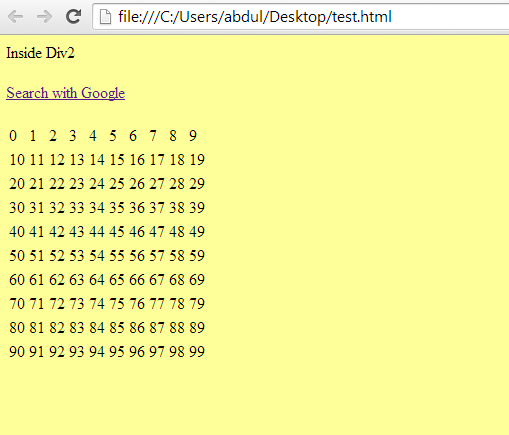 file:///C:/Users/abdul/Desktop/test.html
Inside Div2
Search with Google
0 1 2 3 4 5 6 7 8 9
10 11 12 13 14 15 16 17 18 19
20 21 22 23 24 25 26 27 28 29
30 31 32 33 34 35 36 37 38 39
40 41 42 43 44 45 46 47 48 49
50 51 52 53 54 55 56 57 58 59
60 61 62 63 64 65 66 67 68 69
70 71 72 73 74 75 76 77 78 79
80 81 82 83 84 85 86 87 88 89
90 91 92 93 94 95 96 97 98 99